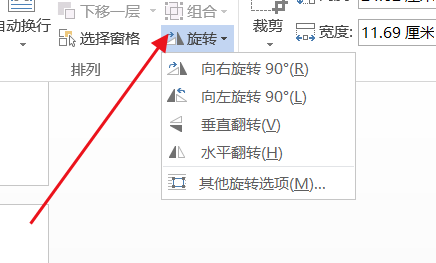 下移一层 组合
自动换行 选择窗格 旋转 裁剪 宽度: 11.69 厘米
排列
向右旋转 90°(R)
向左旋转 90°(L)
垂直翻转(V)
水平翻转(H)
其他旋转选项(M)...